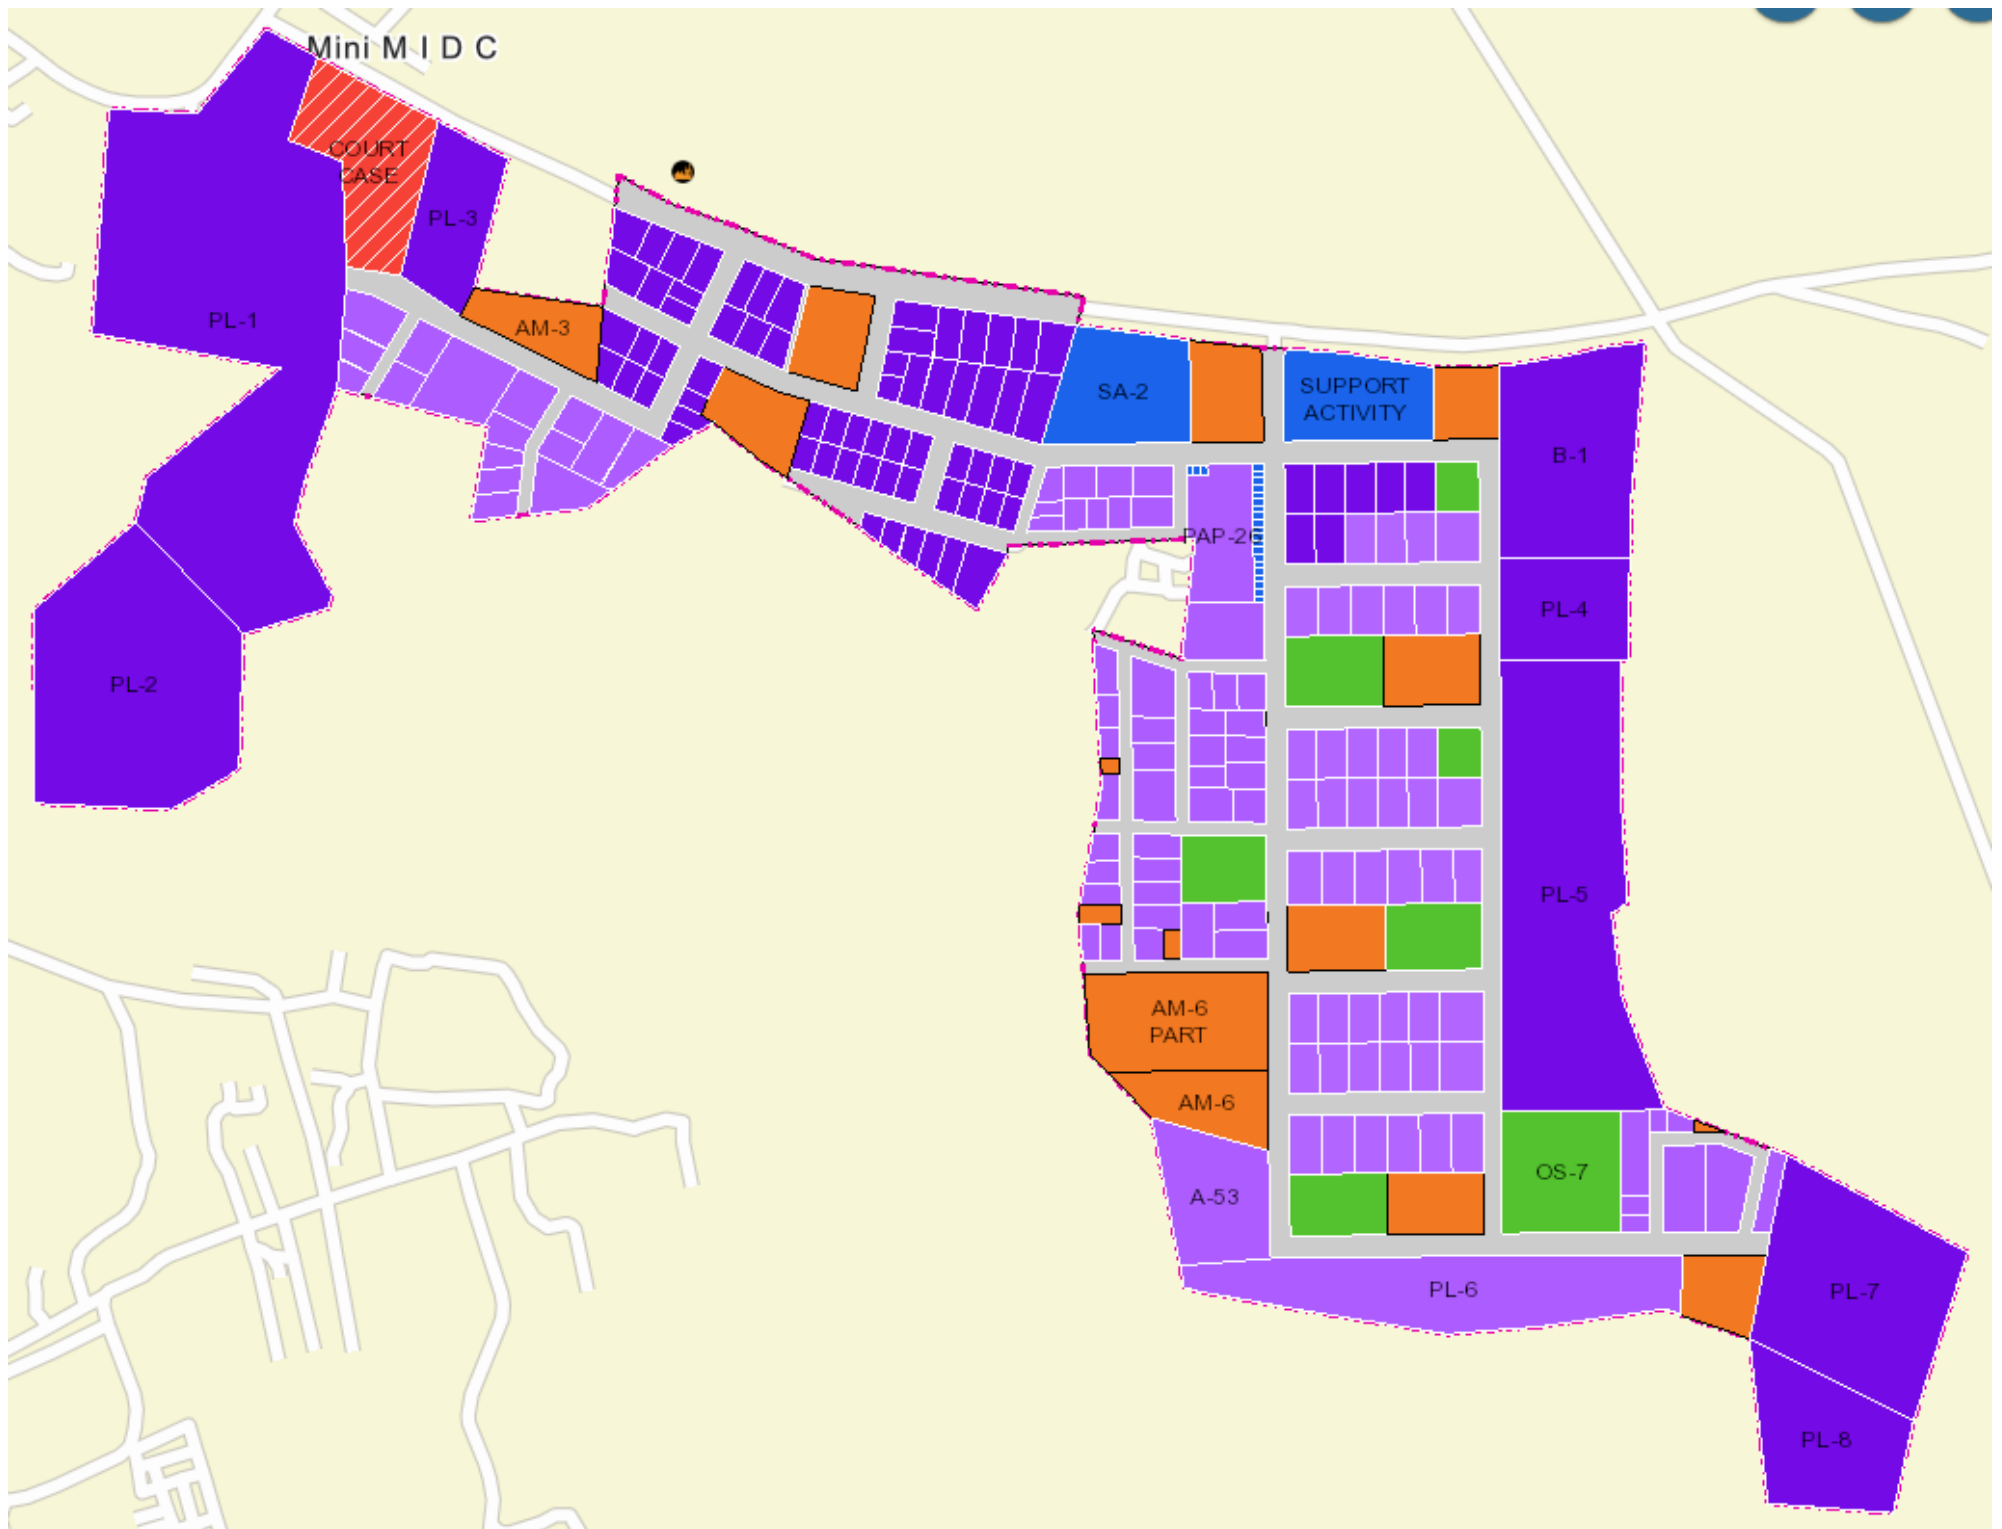 Mini M I D C
COURT
CASE
PL-3
PL-1
AM-3
SA-2
SUPPORT
ACTIVITY
B-1
PAP-26
PL-4
PL-2
PL-5
AM-6
PART
AM-6
OS-7
A-53
PL-6
PL-7
PL-8